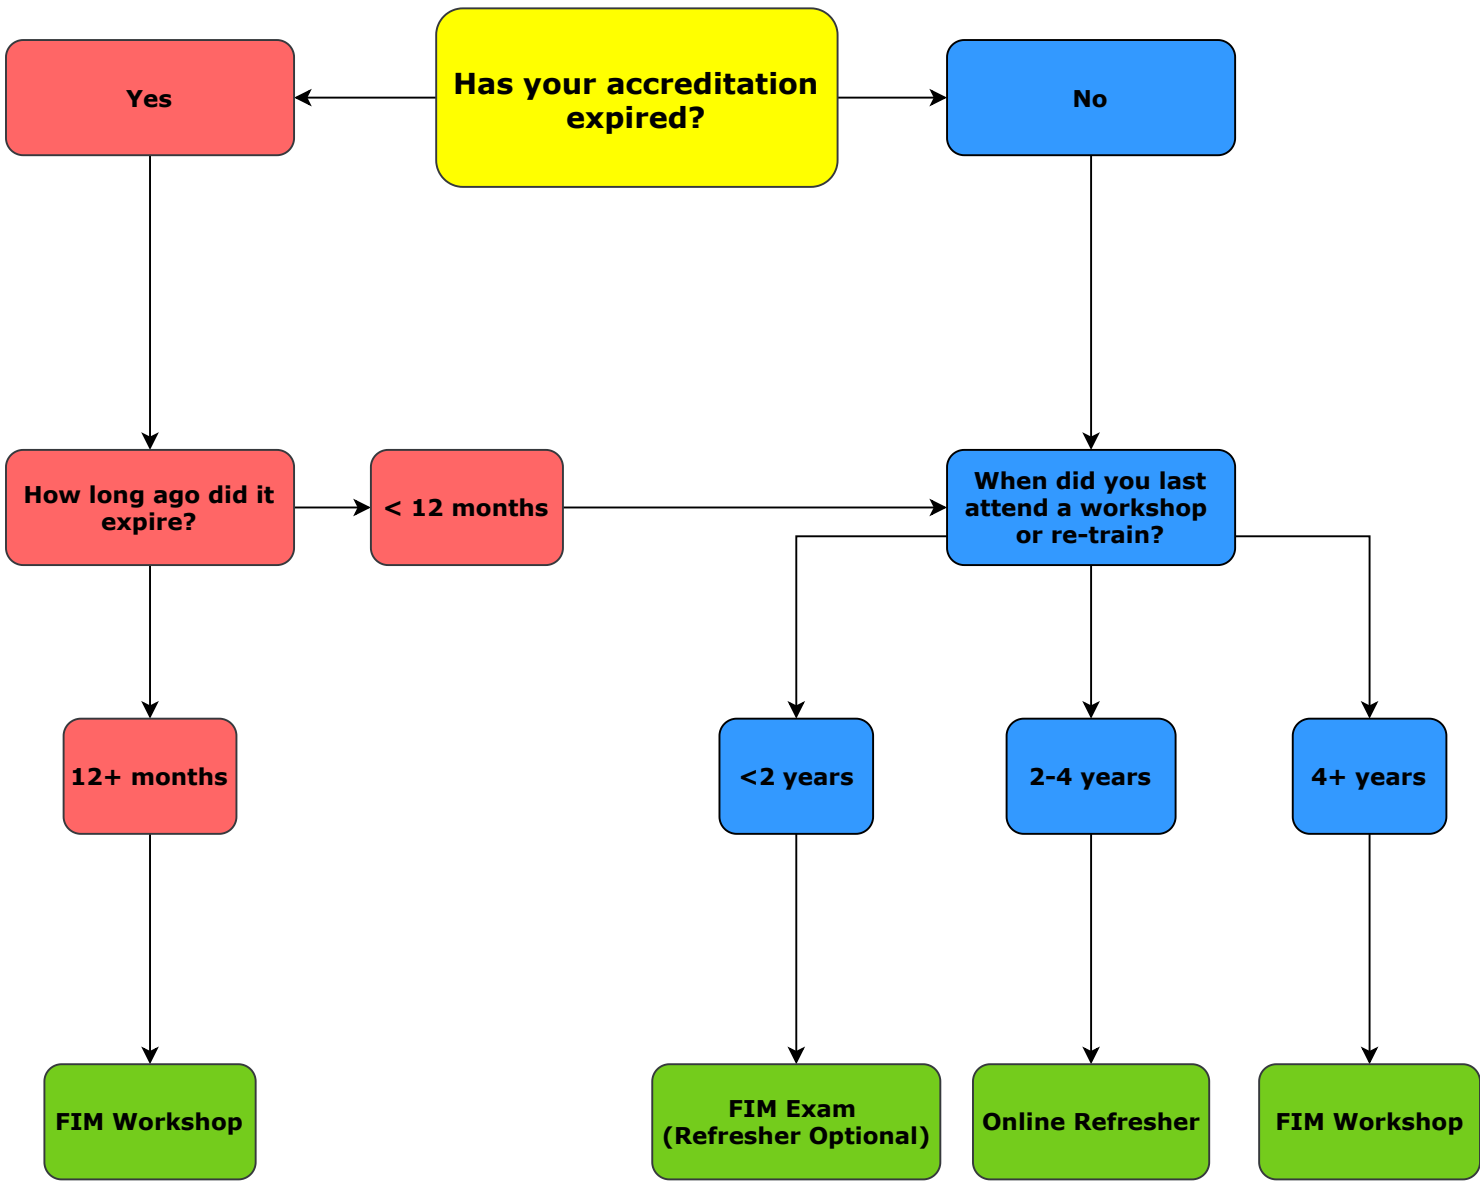 Has your accreditation
expired?
Yes
No
How long ago did it
expire?
< 12 months
When did you last
attend a workshop
or re-train?
12+ months
<2 years
2-4 years
4+ years
FIM Workshop
FIM Exam
(Refresher Optional)
Online Refresher
FIM Workshop